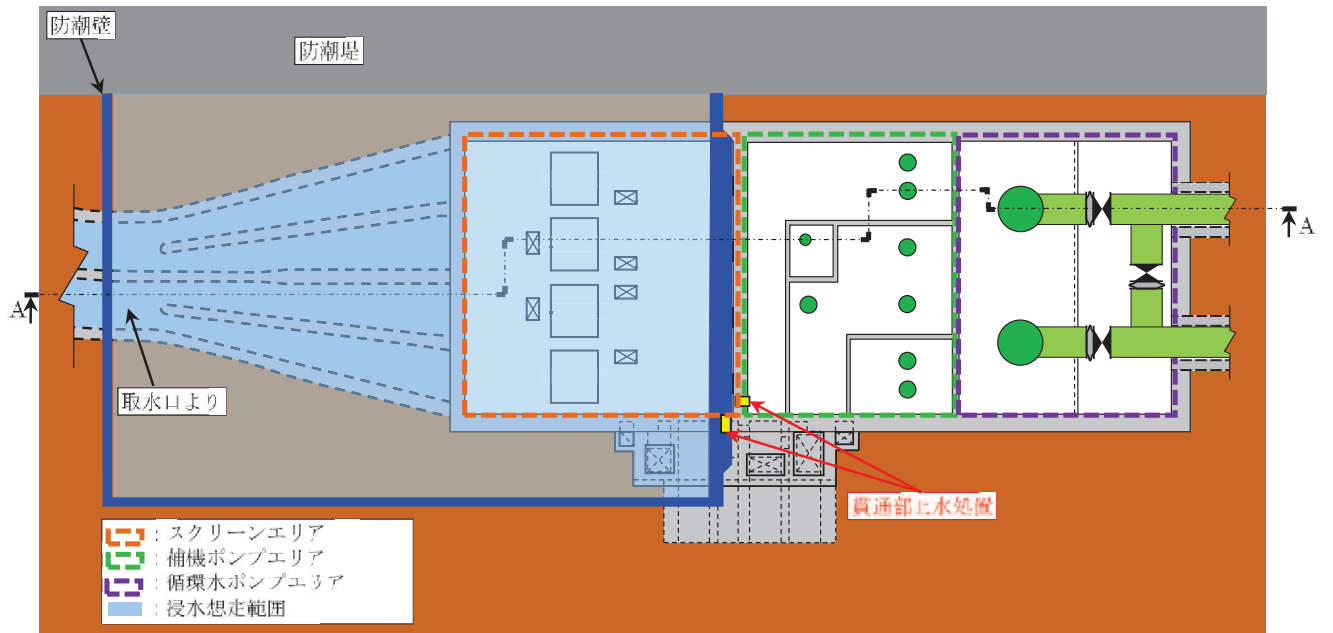 防潮壁
防潮堤
A
A
取水口より
貫通部止水処置
：スクリーンエリア
：補機ポンプエリア
：循環水ポンプエリア
：浸水想定範囲